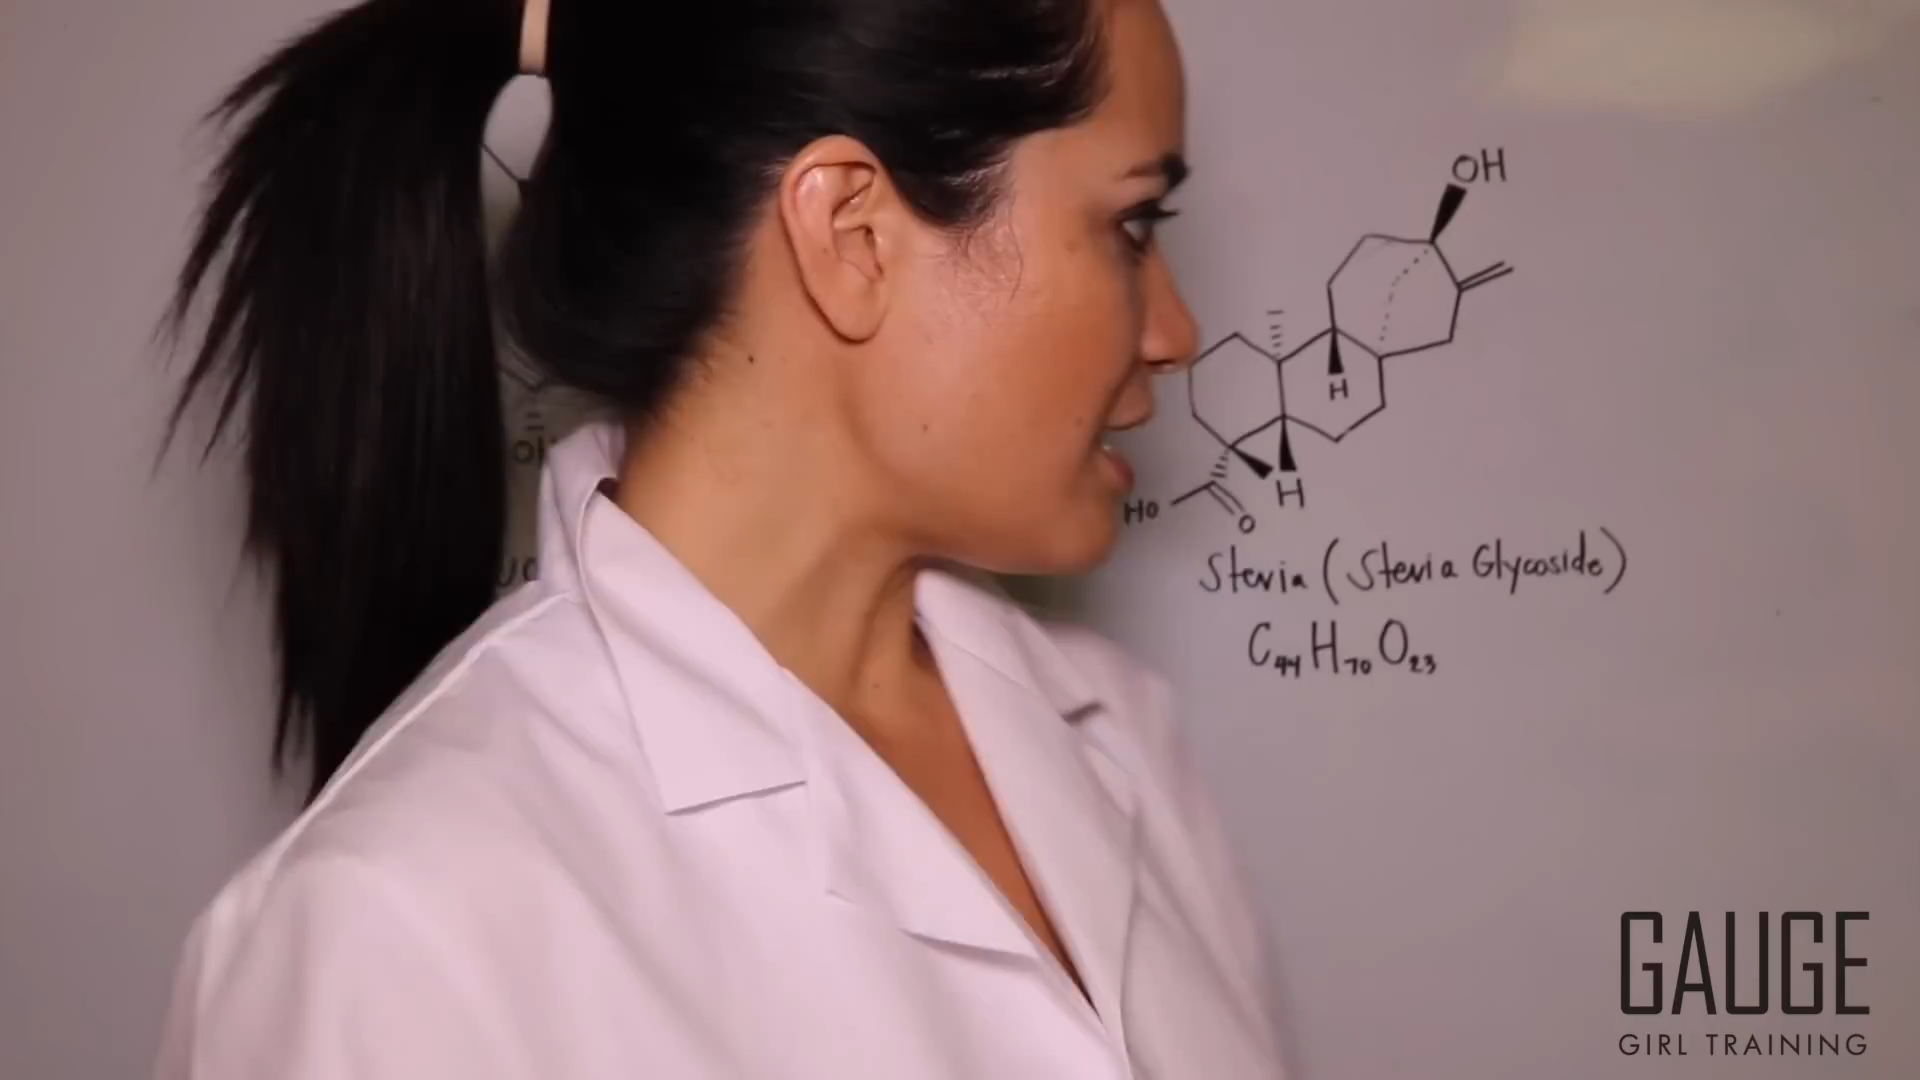 OH
H
H
HO
O
Stevia (Stevia Glycoside)
C44H70O23
GAUGE
GIRL TRAINING